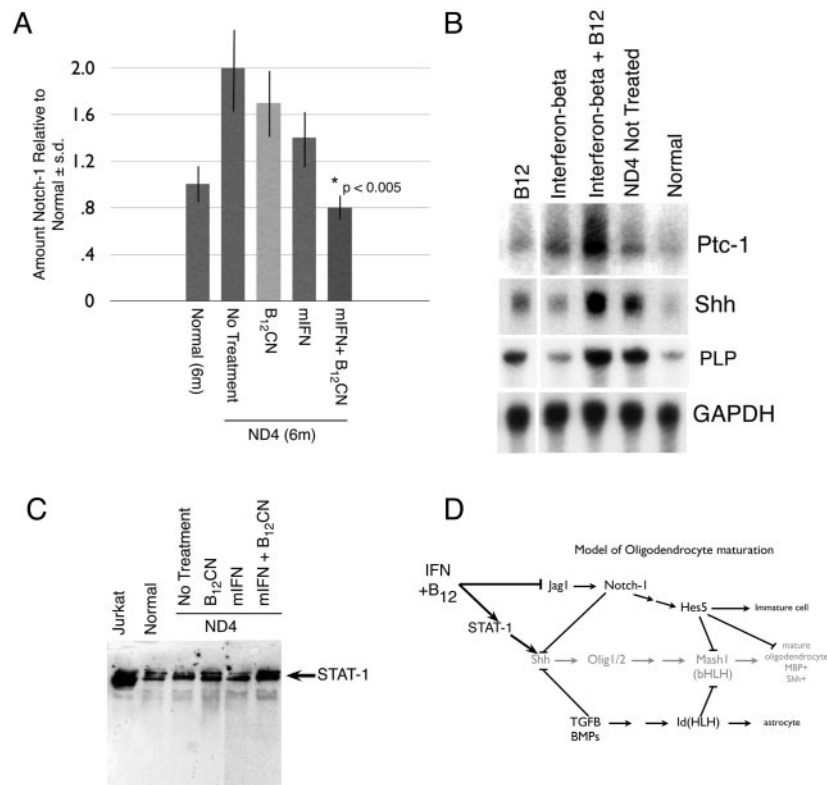 A
Amount Notch-1 Relative to
Normal ± s.d.
2.0
1.6
1.2
.8
.4
0
* p < 0.005
Normal (6m)
No Treatment
B12CN
mIFN
mIFN+ B12CN
ND4 (6m)
B
B12
Interferon-beta
Interferon-beta + B12
ND4 Not Treated
Normal
Ptc-1
Shh
PLP
GAPDH
C
Jurkat
Normal
No Treatment
B12CN
mIFN
mIFN + B12CN
ND4
STAT-1
D
Model of Oligodendrocyte maturation
IFN
+B12
Jag1
Notch-1
Hes5
Immature cell
STAT-1
Shh
Olig1/2
Mash1
(bHLH)
mature
oligodendrocyte
MBP+
Shh+
TGFB
BMPs
Id(HLH)
astrocyte